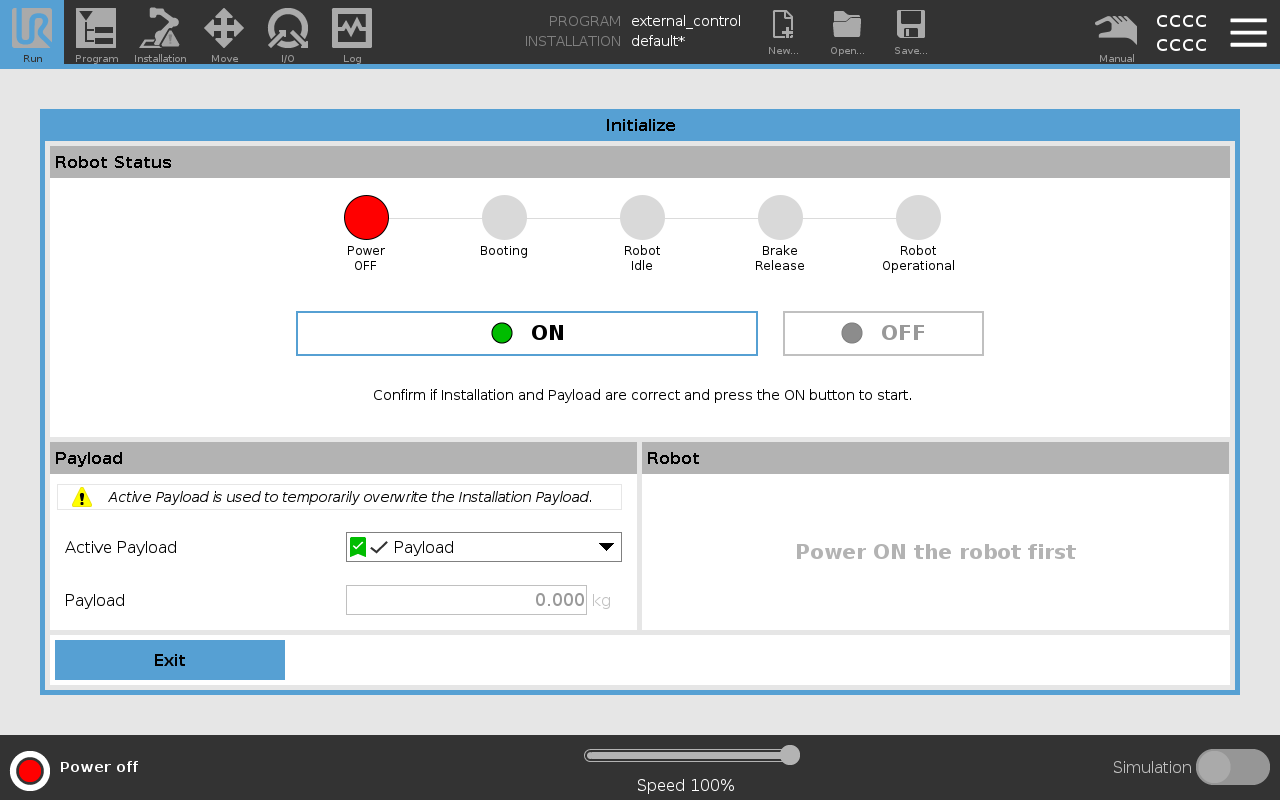 Run
Program
Installation
Move
I/O
Log
PROGRAM external_control
INSTALLATION default*
New...
Open...
Save...
Manual
CCCC
CCCC
Initialize
Robot Status
Power
OFF
Booting
Robot
Idle
Brake
Release
Robot
Operational
ON
OFF
Confirm if Installation and Payload are correct and press the ON button to start.
Payload
Robot
Active Payload is used to temporarily overwrite the Installation Payload.
Active Payload
Payload
Payload
0.000 kg
Power ON the robot first
Exit
Power off
Speed 100%
Simulation